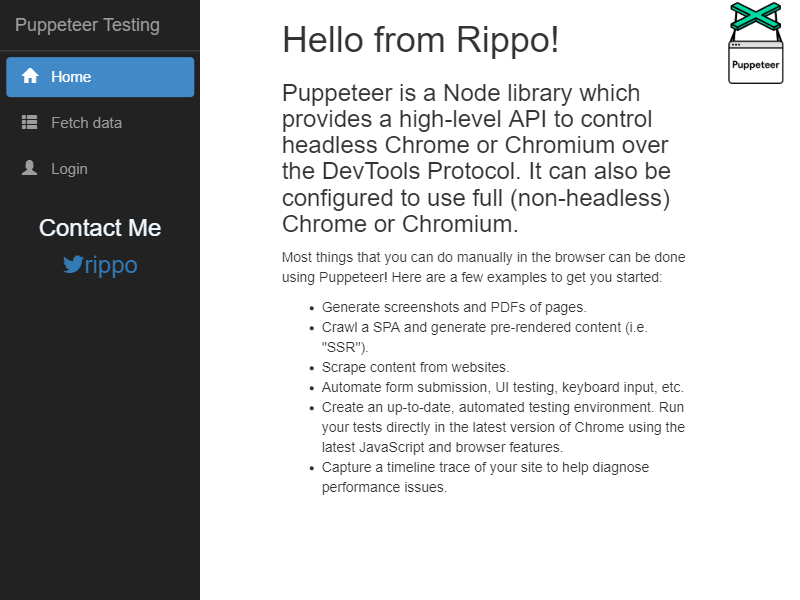 Puppeteer Testing
Home
Fetch data
Login
Contact Me
rippo
Hello from Rippo!
Puppeteer is a Node library which
provides a high-level API to control
headless Chrome or Chromium over
the DevTools Protocol. It can also be
configured to use full (non-headless)
Chrome or Chromium.
Most things that you can do manually in the browser can be done
using Puppeteer! Here are a few examples to get you started:
• Generate screenshots and PDFs of pages.
• Crawl a SPA and generate pre-rendered content (i.e.
"SSR").
• Scrape content from websites.
• Automate form submission, UI testing, keyboard input, etc.
• Create an up-to-date, automated testing environment. Run
your tests directly in the latest version of Chrome using the
latest JavaScript and browser features.
• Capture a timeline trace of your site to help diagnose
performance issues.
Puppeteer